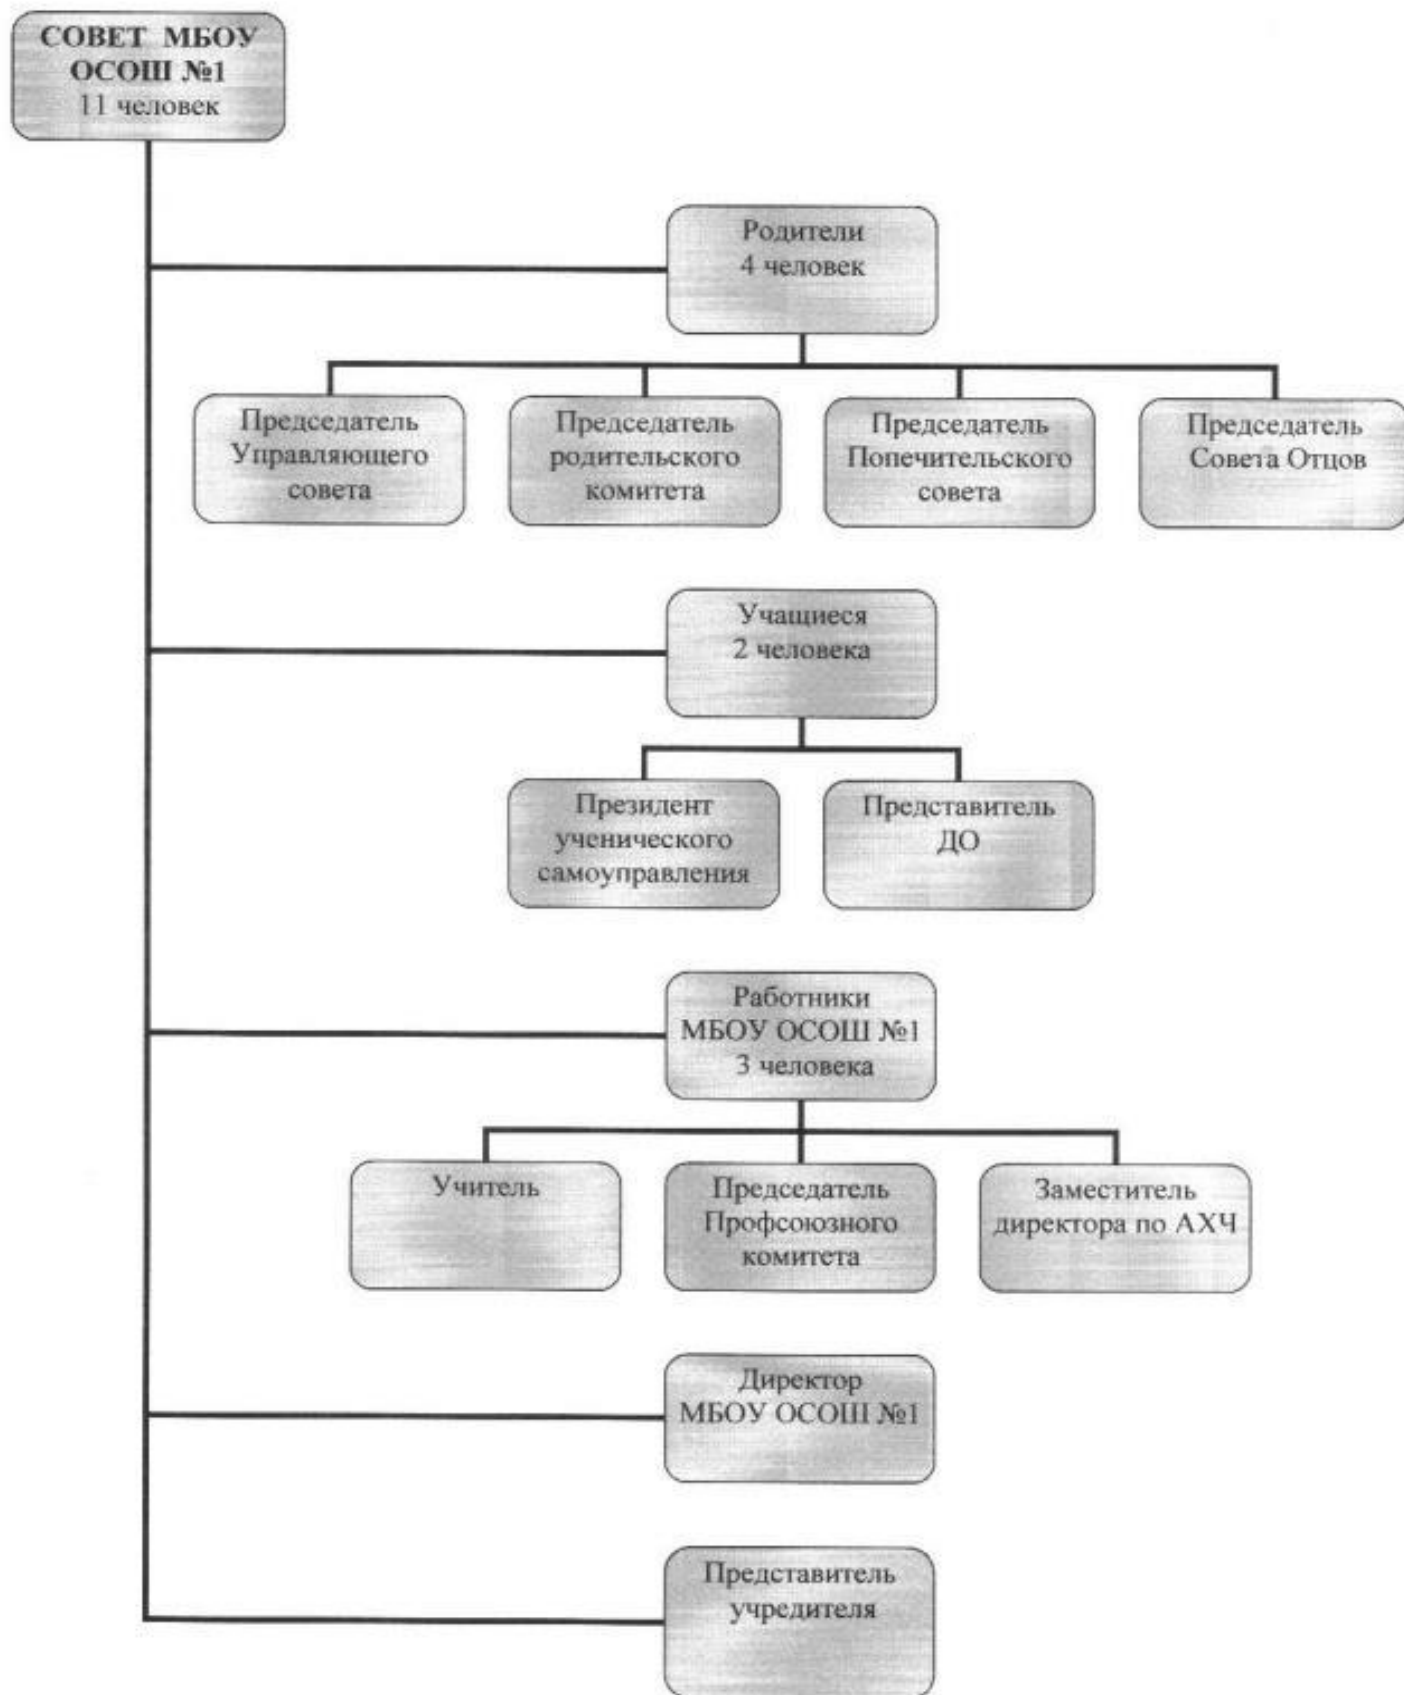 СОВЕТ МБОУ
ОСОШ №1
11 человек
Родители
4 человек
Председатель
Управляющего
совета
Председатель
родительского
комитета
Председатель
Попечительского
совета
Председатель
Совета Отцов
Учащиеся
2 человека
Президент
ученического
самоуправления
Представитель
ДО
Работники
МБОУ ОСОШ №1
3 человека
Учитель
Председатель
Профсоюзного
комитета
Заместитель
директора по АХЧ
Директор
МБОУ ОСОШ №1
Представитель
учредителя